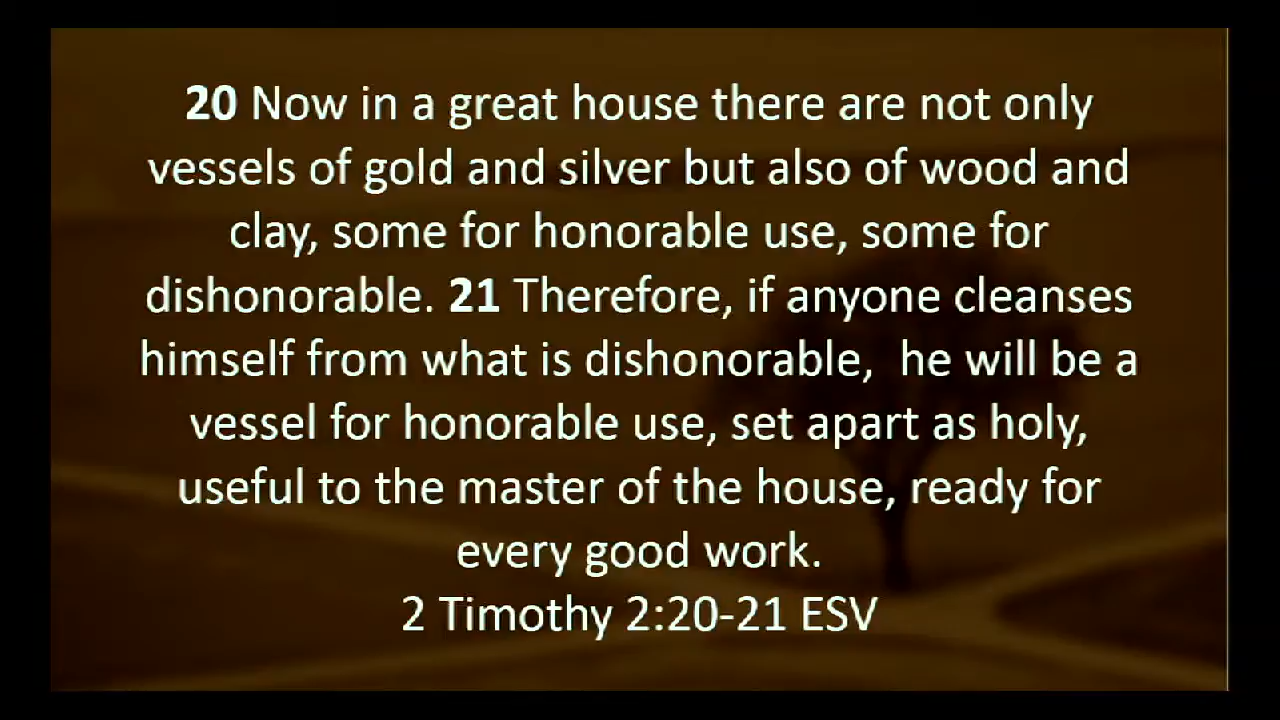 20 Now in a great house there are not only
vessels of gold and silver but also of wood and
clay, some for honorable use, some for
dishonorable. 21 Therefore, if anyone cleanses
himself from what is dishonorable,  he will be a
vessel for honorable use, set apart as holy,
useful to the master of the house, ready for
every good work.
2 Timothy 2:20-21 ESV